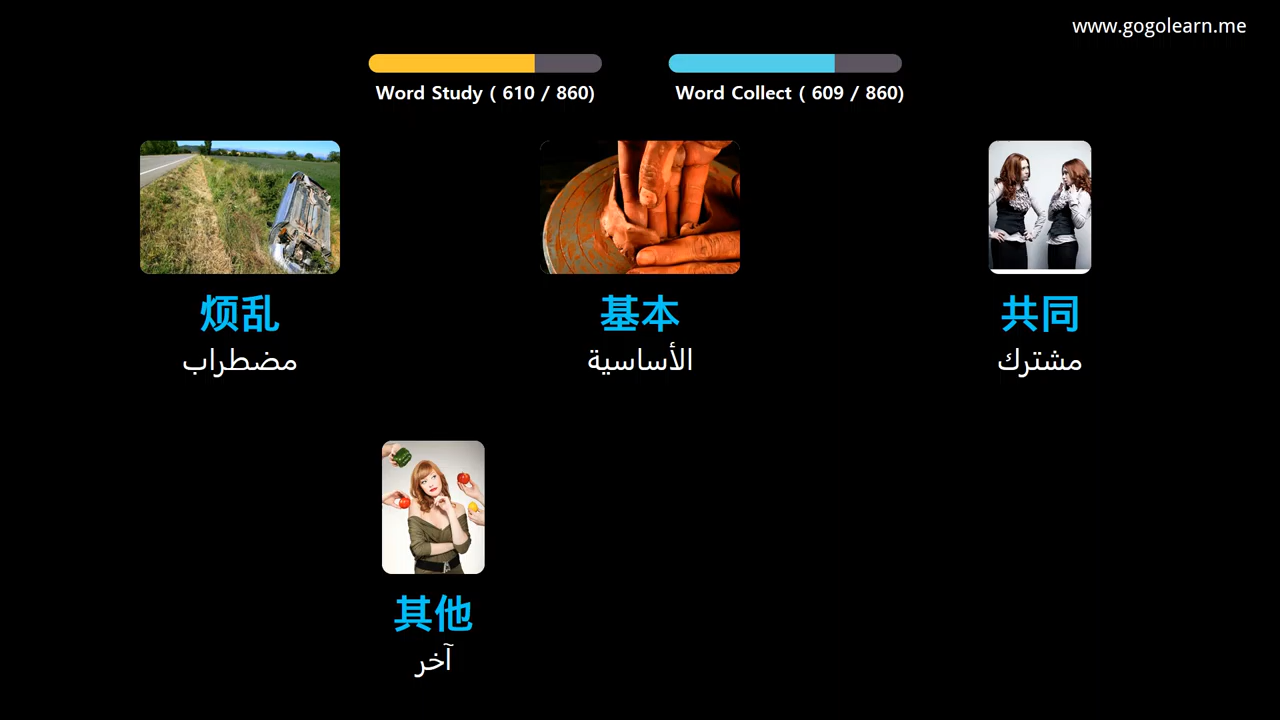 www.gogolearn.me
Word Study ( 610 / 860)
Word Collect ( 609 / 860)
烦乱
مضطراب
基本
الأساسية
共同
مشترك
其他
آخر